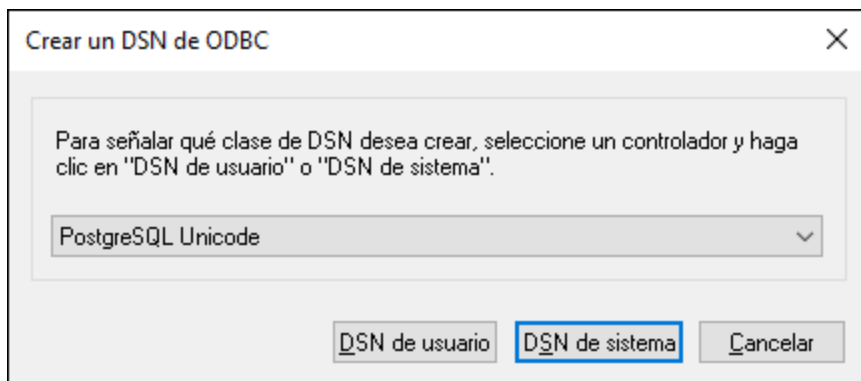 Crear un DSN de ODBC
Para señalar qué clase de DSN desea crear, seleccione un controlador y haga
clic en "DSN de usuario" o "DSN de sistema".
PostgreSQL Unicode
DSN de usuario
DSN de sistema
Cancelar